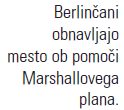 Berlinčani
obnavljajo
mesto ob pomoči
Marshallovega
plana.